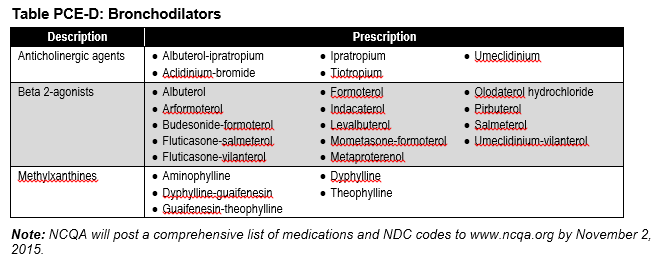 Table PCE-D: Bronchodilators
Description Prescription
Anticholinergic agents • Albuterol-ipratropium • Ipratropium • Umeclidinium
• Aclidinium-bromide • Tiotropium
Beta 2-agonists • Albuterol • Formoterol • Olodaterol hydrochloride
• Arformoterol • Indacaterol • Pirbuterol
• Budesonide-formoterol • Levalbuterol • Salmeterol
• Fluticasone-salmeterol • Mometasone-formoterol • Umeclidinium-vilanterol
• Fluticasone-vilanterol • Metaproterenol
Methylxanthines • Aminophylline • Dyphylline
• Dyphylline-guaifenesin • Theophylline
• Guaifenesin-theophylline
Note: NCQA will post a comprehensive list of medications and NDC codes to www.ncqa.org by November 2,
2015.